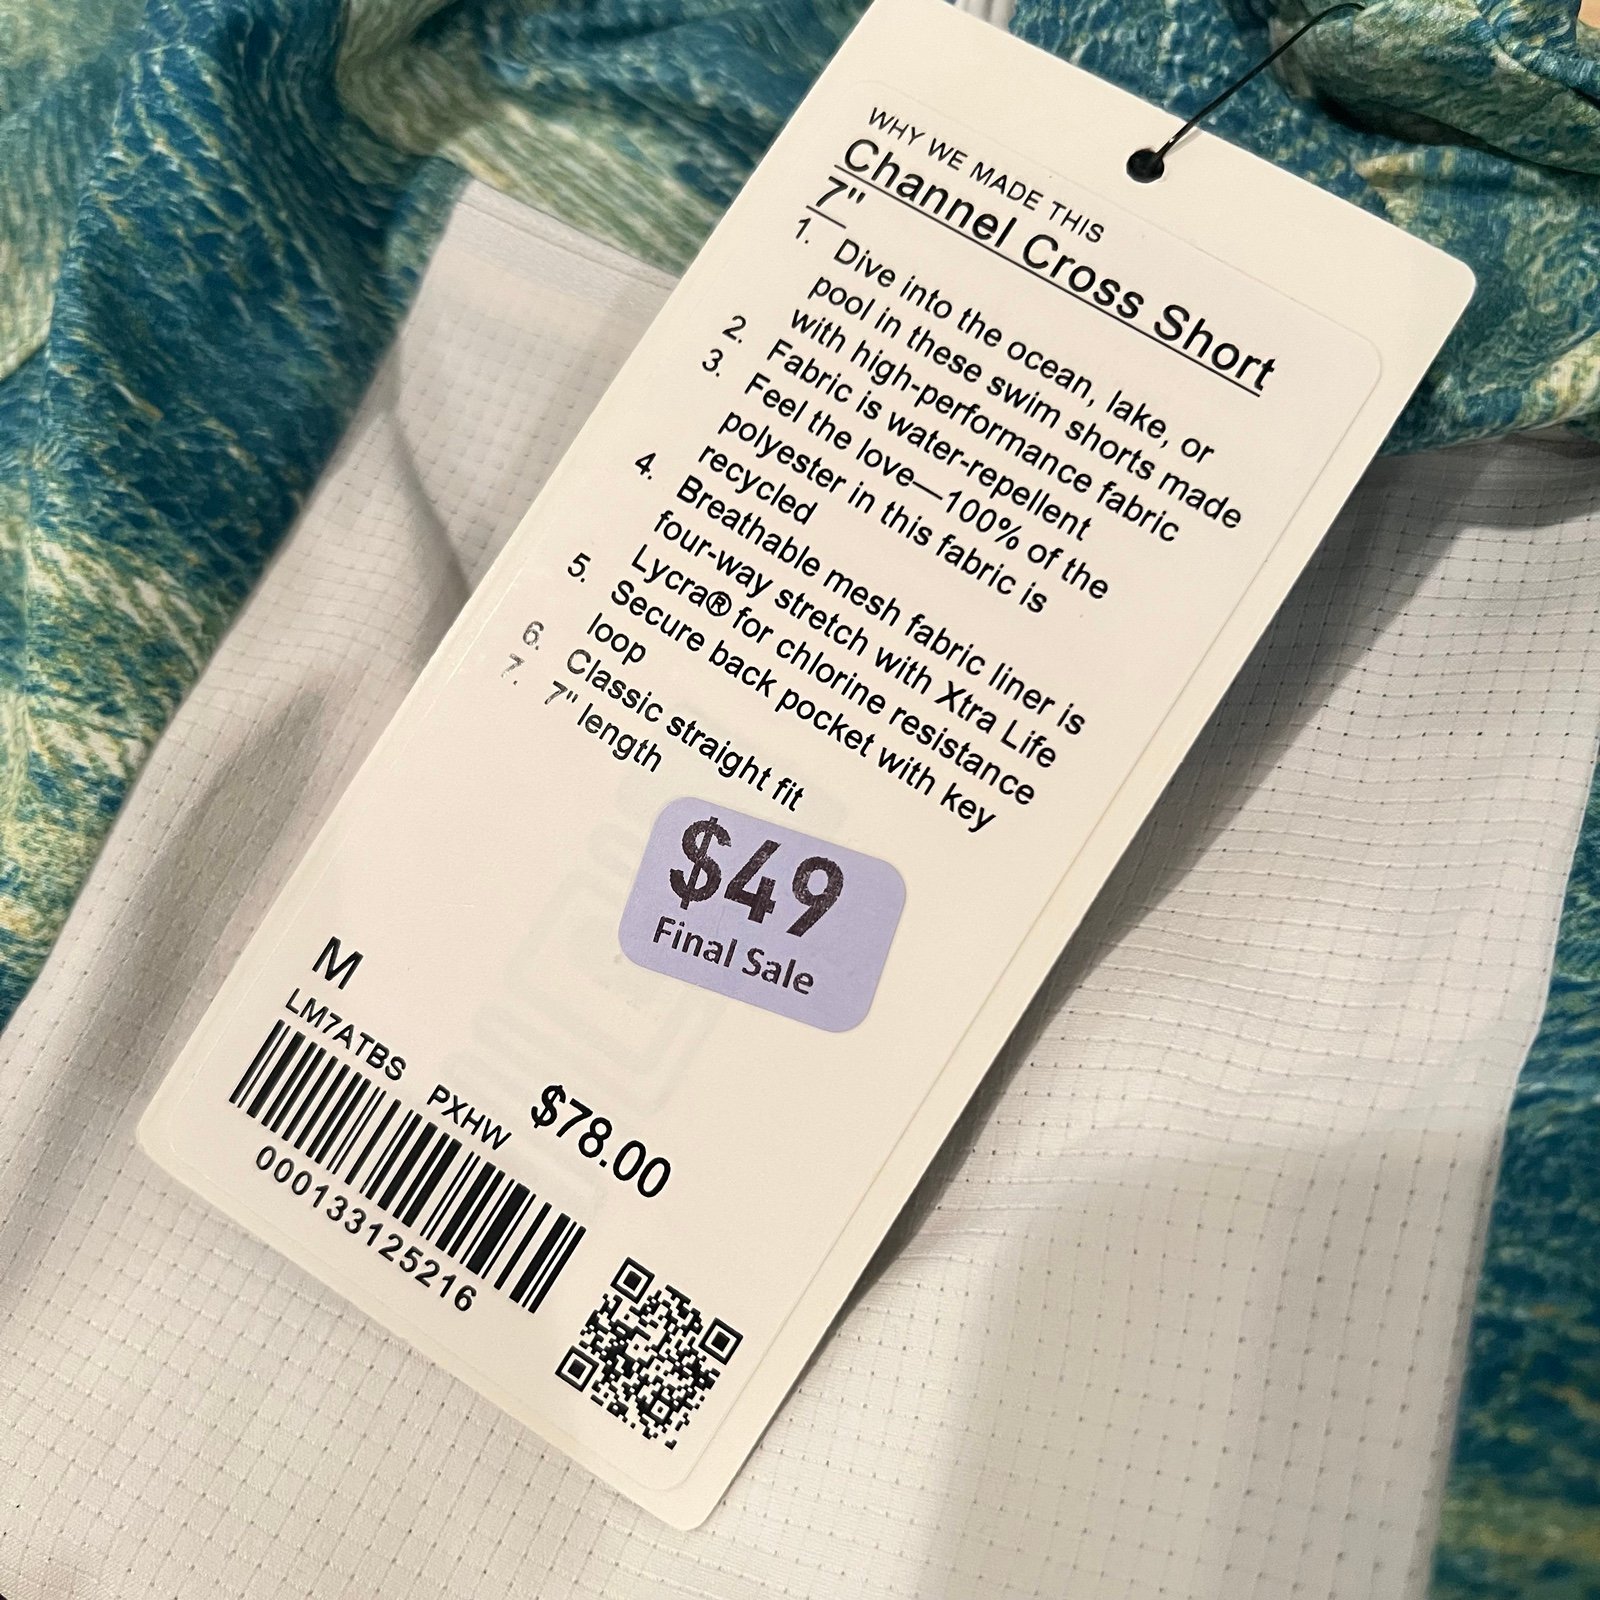 WHY WE MADE THIS
Channel Cross Short
7"
1. Dive into the ocean, lake, or
pool in these swim shorts made
with high-performance fabric
2. Fabric is water-repellent
3. Feel the love—100% of the
polyester in this fabric is
recycled
4. Breathable mesh fabric liner is
four-way stretch with Xtra Life
Lycra® for chlorine resistance
5. Secure back pocket with key
loop
6. Classic straight fit
7. 7" length
$49
Final Sale
M
LM7ATBS PXHW
$78.00
000133125216